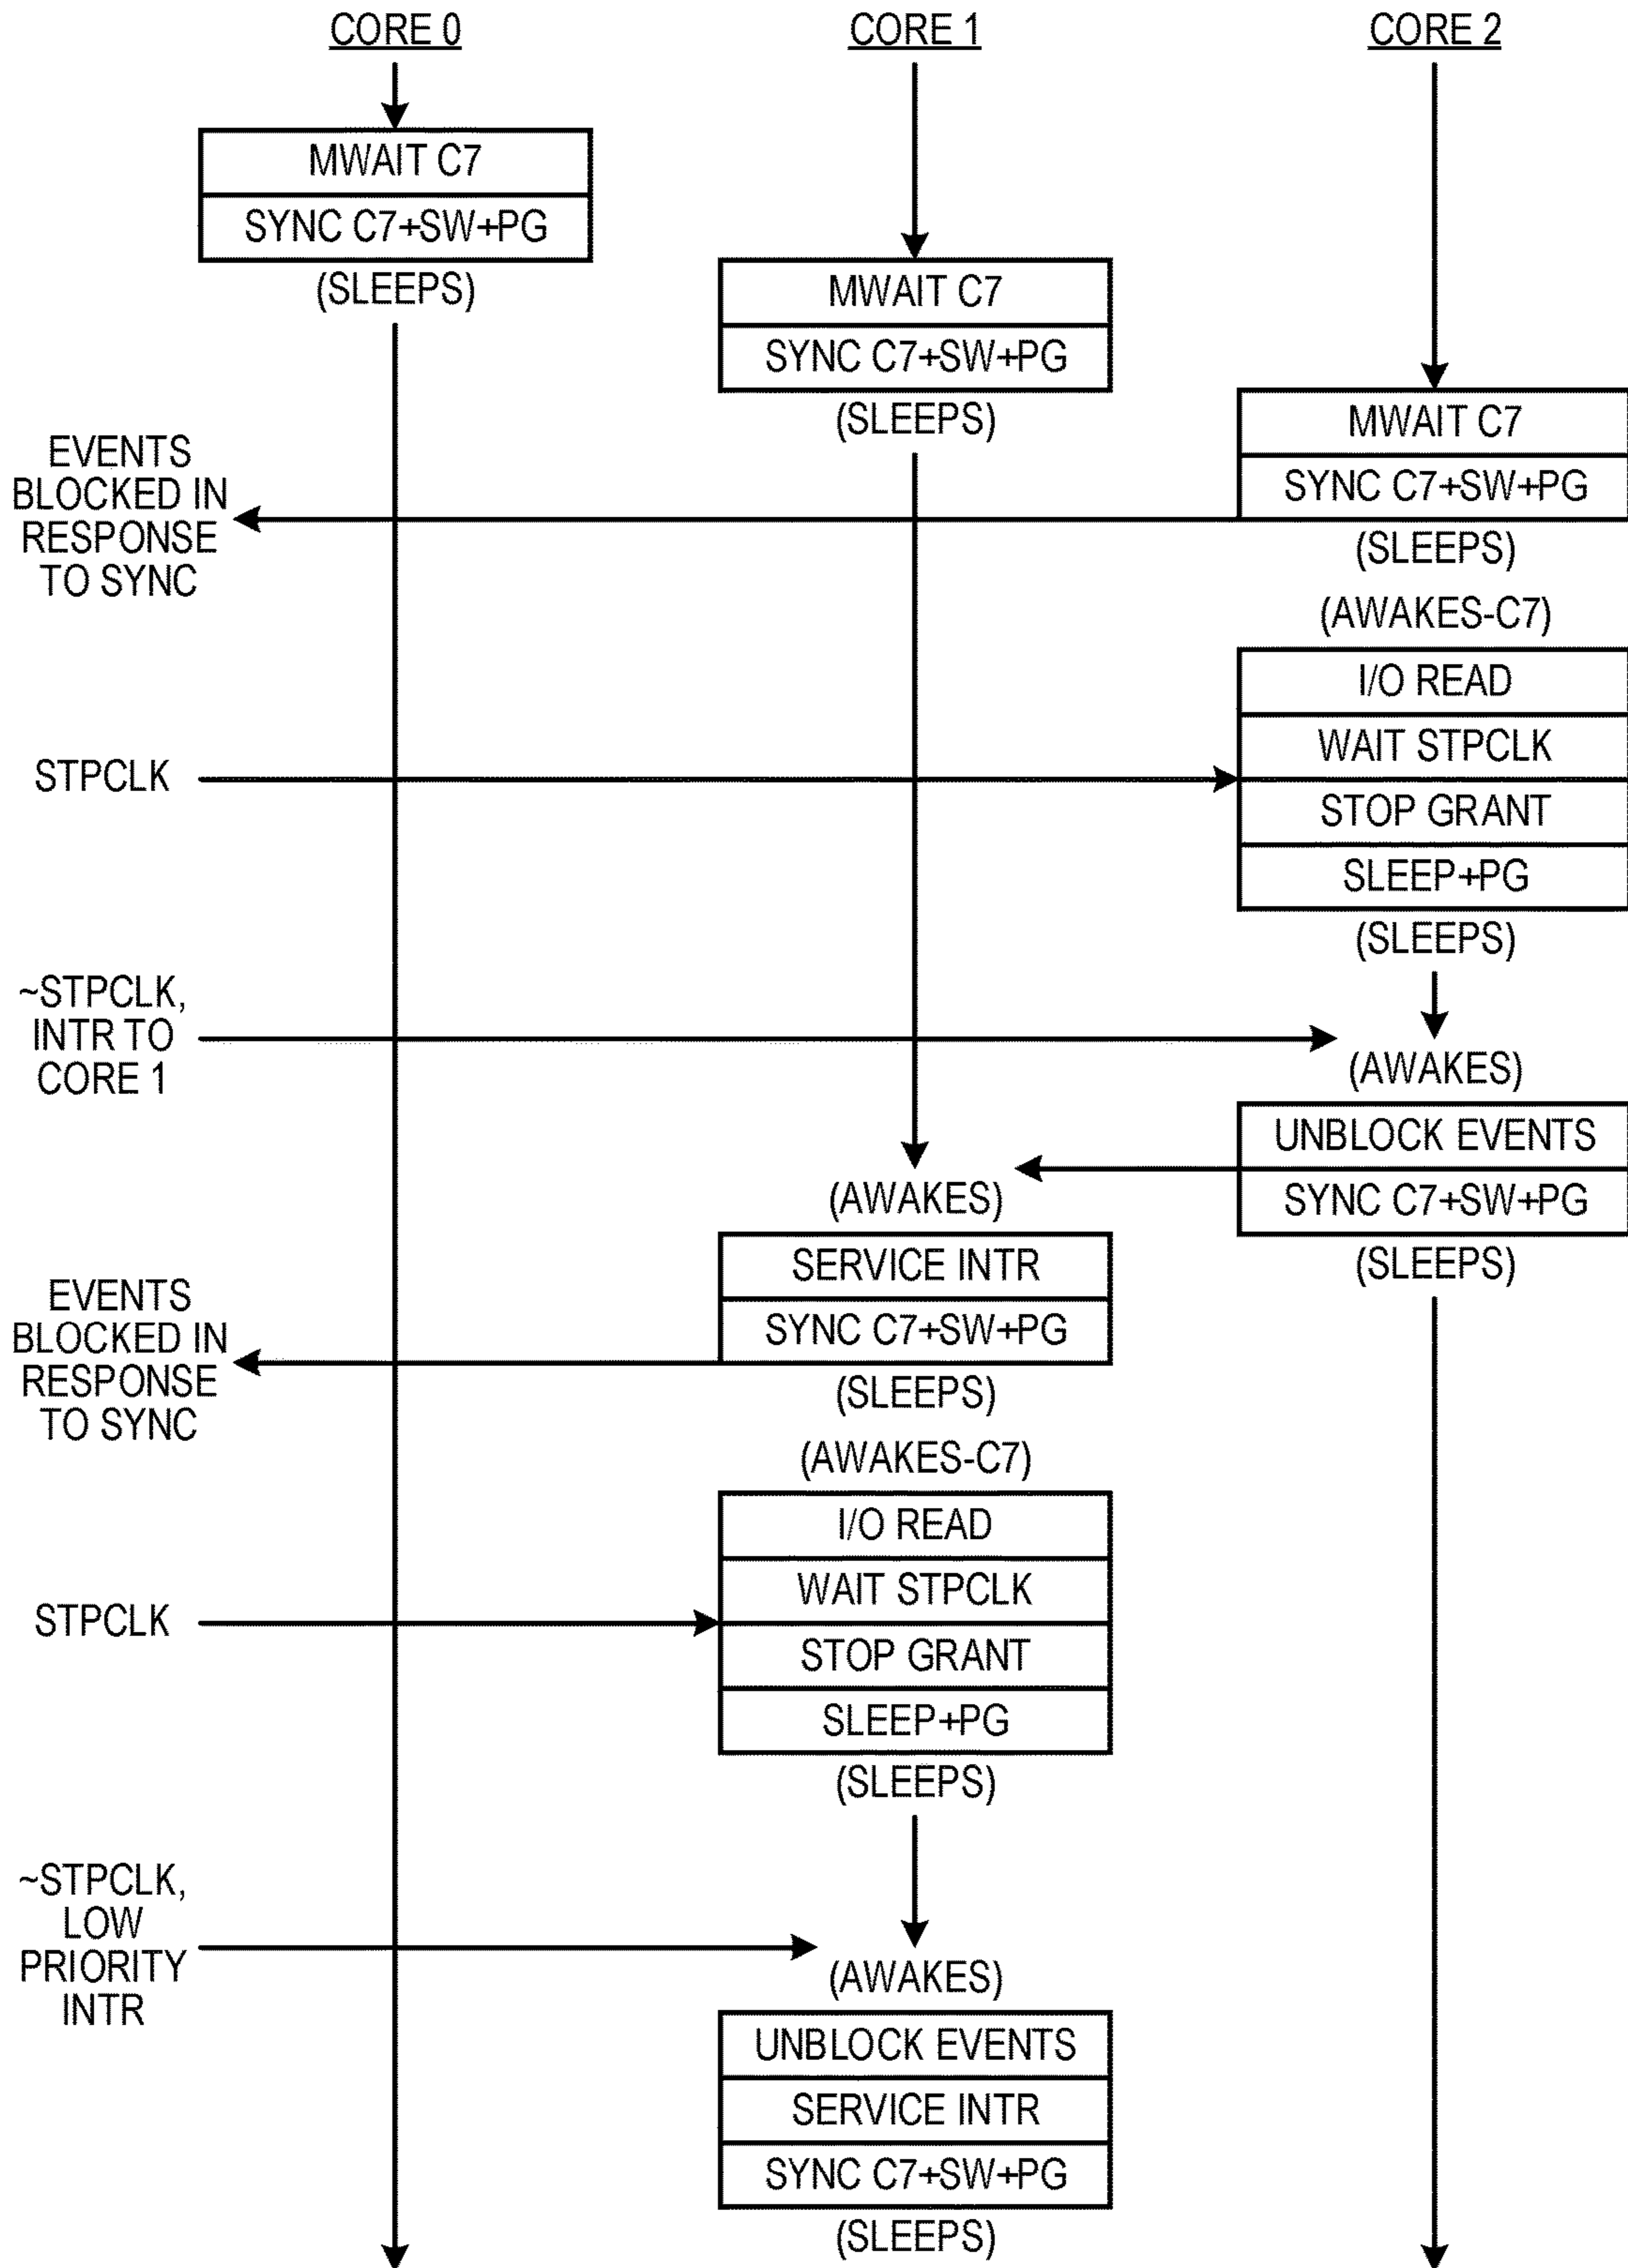 CORE 0
CORE 1
CORE 2
MWAIT C7
SYNC C7+SW+PG
(SLEEPS)
MWAIT C7
SYNC C7+SW+PG
(SLEEPS)
MWAIT C7
SYNC C7+SW+PG
(SLEEPS)
EVENTS
BLOCKED IN
RESPONSE
TO SYNC
(AWAKES-C7)
I/O READ
WAIT STPCLK
STPCLK
STOP GRANT
SLEEP+PG
(SLEEPS)
~STPCLK,
INTR TO
CORE 1
(AWAKES)
UNBLOCK EVENTS
SYNC C7+SW+PG
(SLEEPS)
(AWAKES)
SERVICE INTR
SYNC C7+SW+PG
(SLEEPS)
EVENTS
BLOCKED IN
RESPONSE
TO SYNC
(AWAKES-C7)
I/O READ
WAIT STPCLK
STPCLK
STOP GRANT
SLEEP+PG
(SLEEPS)
~STPCLK,
LOW
PRIORITY
INTR
(AWAKES)
UNBLOCK EVENTS
SERVICE INTR
SYNC C7+SW+PG
(SLEEPS)